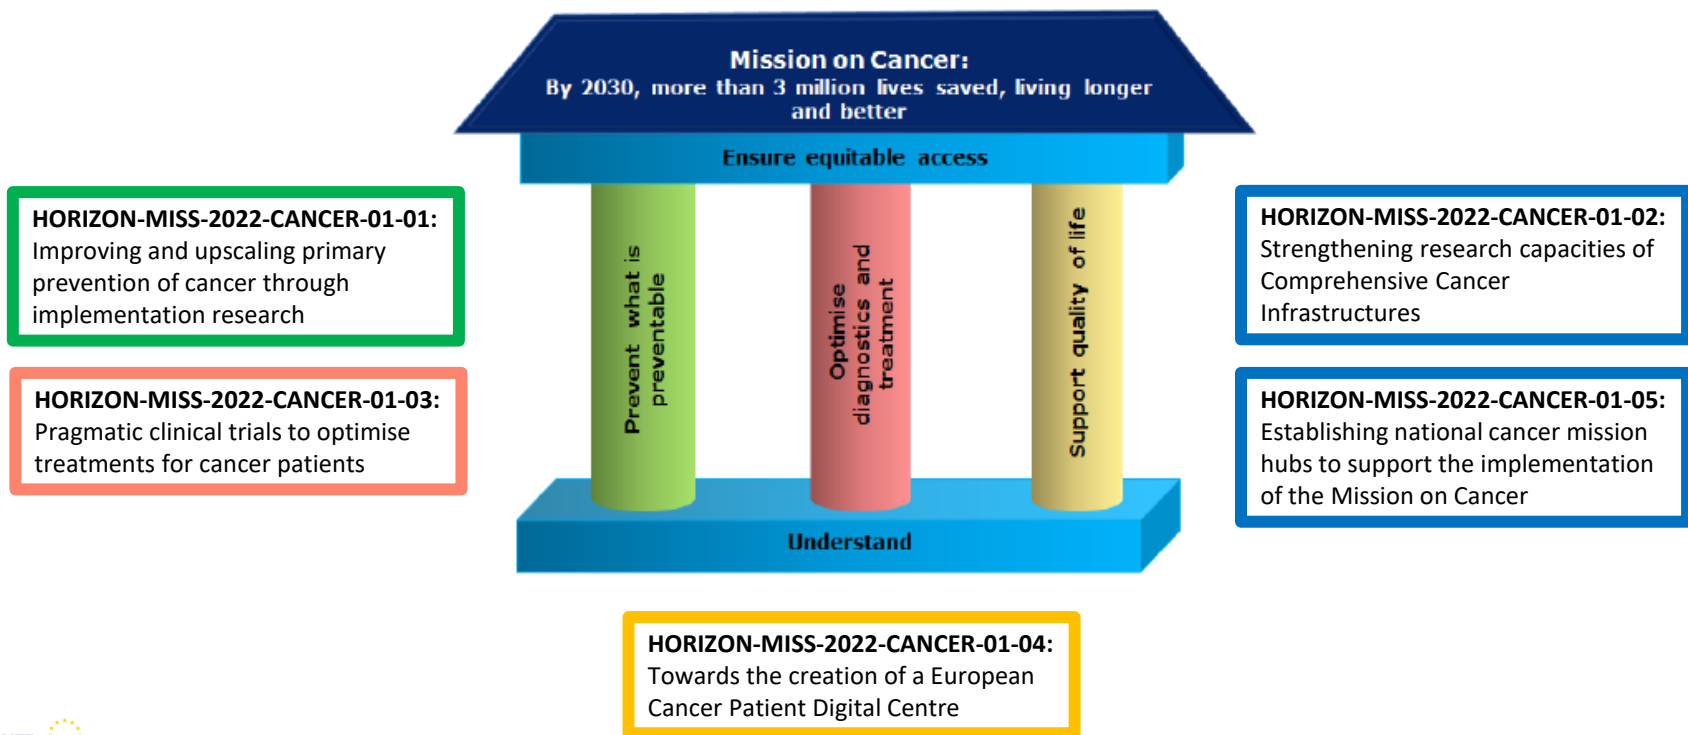 Mission on Cancer:
By 2030, more than 3 million lives saved, living longer
and better
Ensure equitable access
HORIZON-MISS-2022-CANCER-01-01:
Improving and upscaling primary
prevention of cancer through
implementation research
HORIZON-MISS-2022-CANCER-01-03:
Pragmatic clinical trials to optimise
treatments for cancer patients
Prevent what is
preventable
Optimise
diagnostics and
treatment
Support quality of life
HORIZON-MISS-2022-CANCER-01-02:
Strengthening research capacities of
Comprehensive Cancer
Infrastructures
HORIZON-MISS-2022-CANCER-01-05:
Establishing national cancer mission
hubs to support the implementation
of the Mission on Cancer
Understand
HORIZON-MISS-2022-CANCER-01-04:
Towards the creation of a European
Cancer Patient Digital Centre